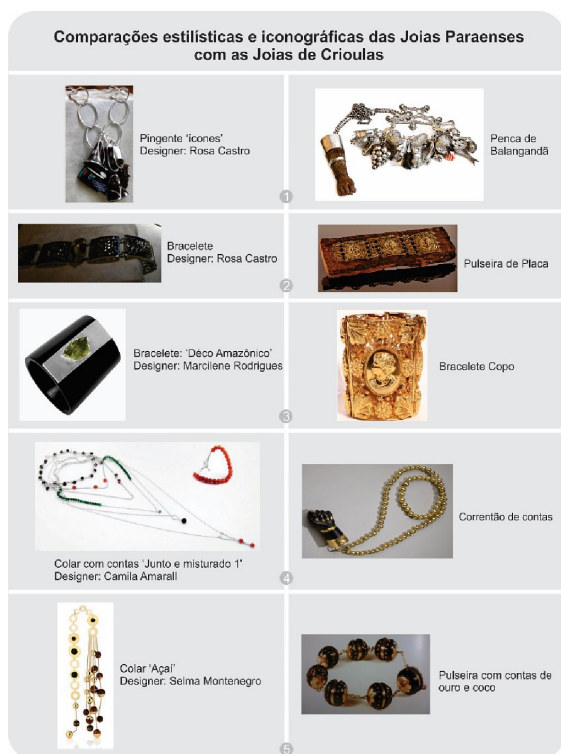 Comparações estilísticas e iconográficas das Joias Paraenses
com as Joias de Crioulas
Pingente 'ícones'
Designer: Rosa Castro
Penca de
Balangandã
1
Bracelete
Designer: Rosa Castro
Pulseira de Placa
2
Bracelete: 'Déco Amazônico'
Designer: Marcilene Rodrigues
Bracelete Copo
3
Colar com contas 'Junto e misturado 1'
Designer: Camila Amarall
Correntão de contas
4
Colar 'Açaí'
Designer: Selma Montenegro
Pulseira com contas de
ouro e coco
5